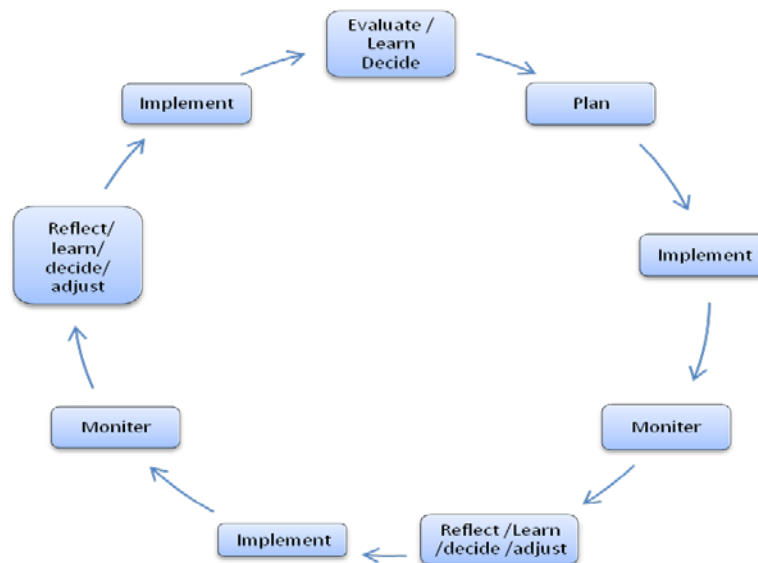 Evaluate /
Learn
Decide
Plan
Implement
Moniter
Reflect /Learn
/decide /adjust
Implement
Moniter
Reflect/
learn/
decide/
adjust
Implement